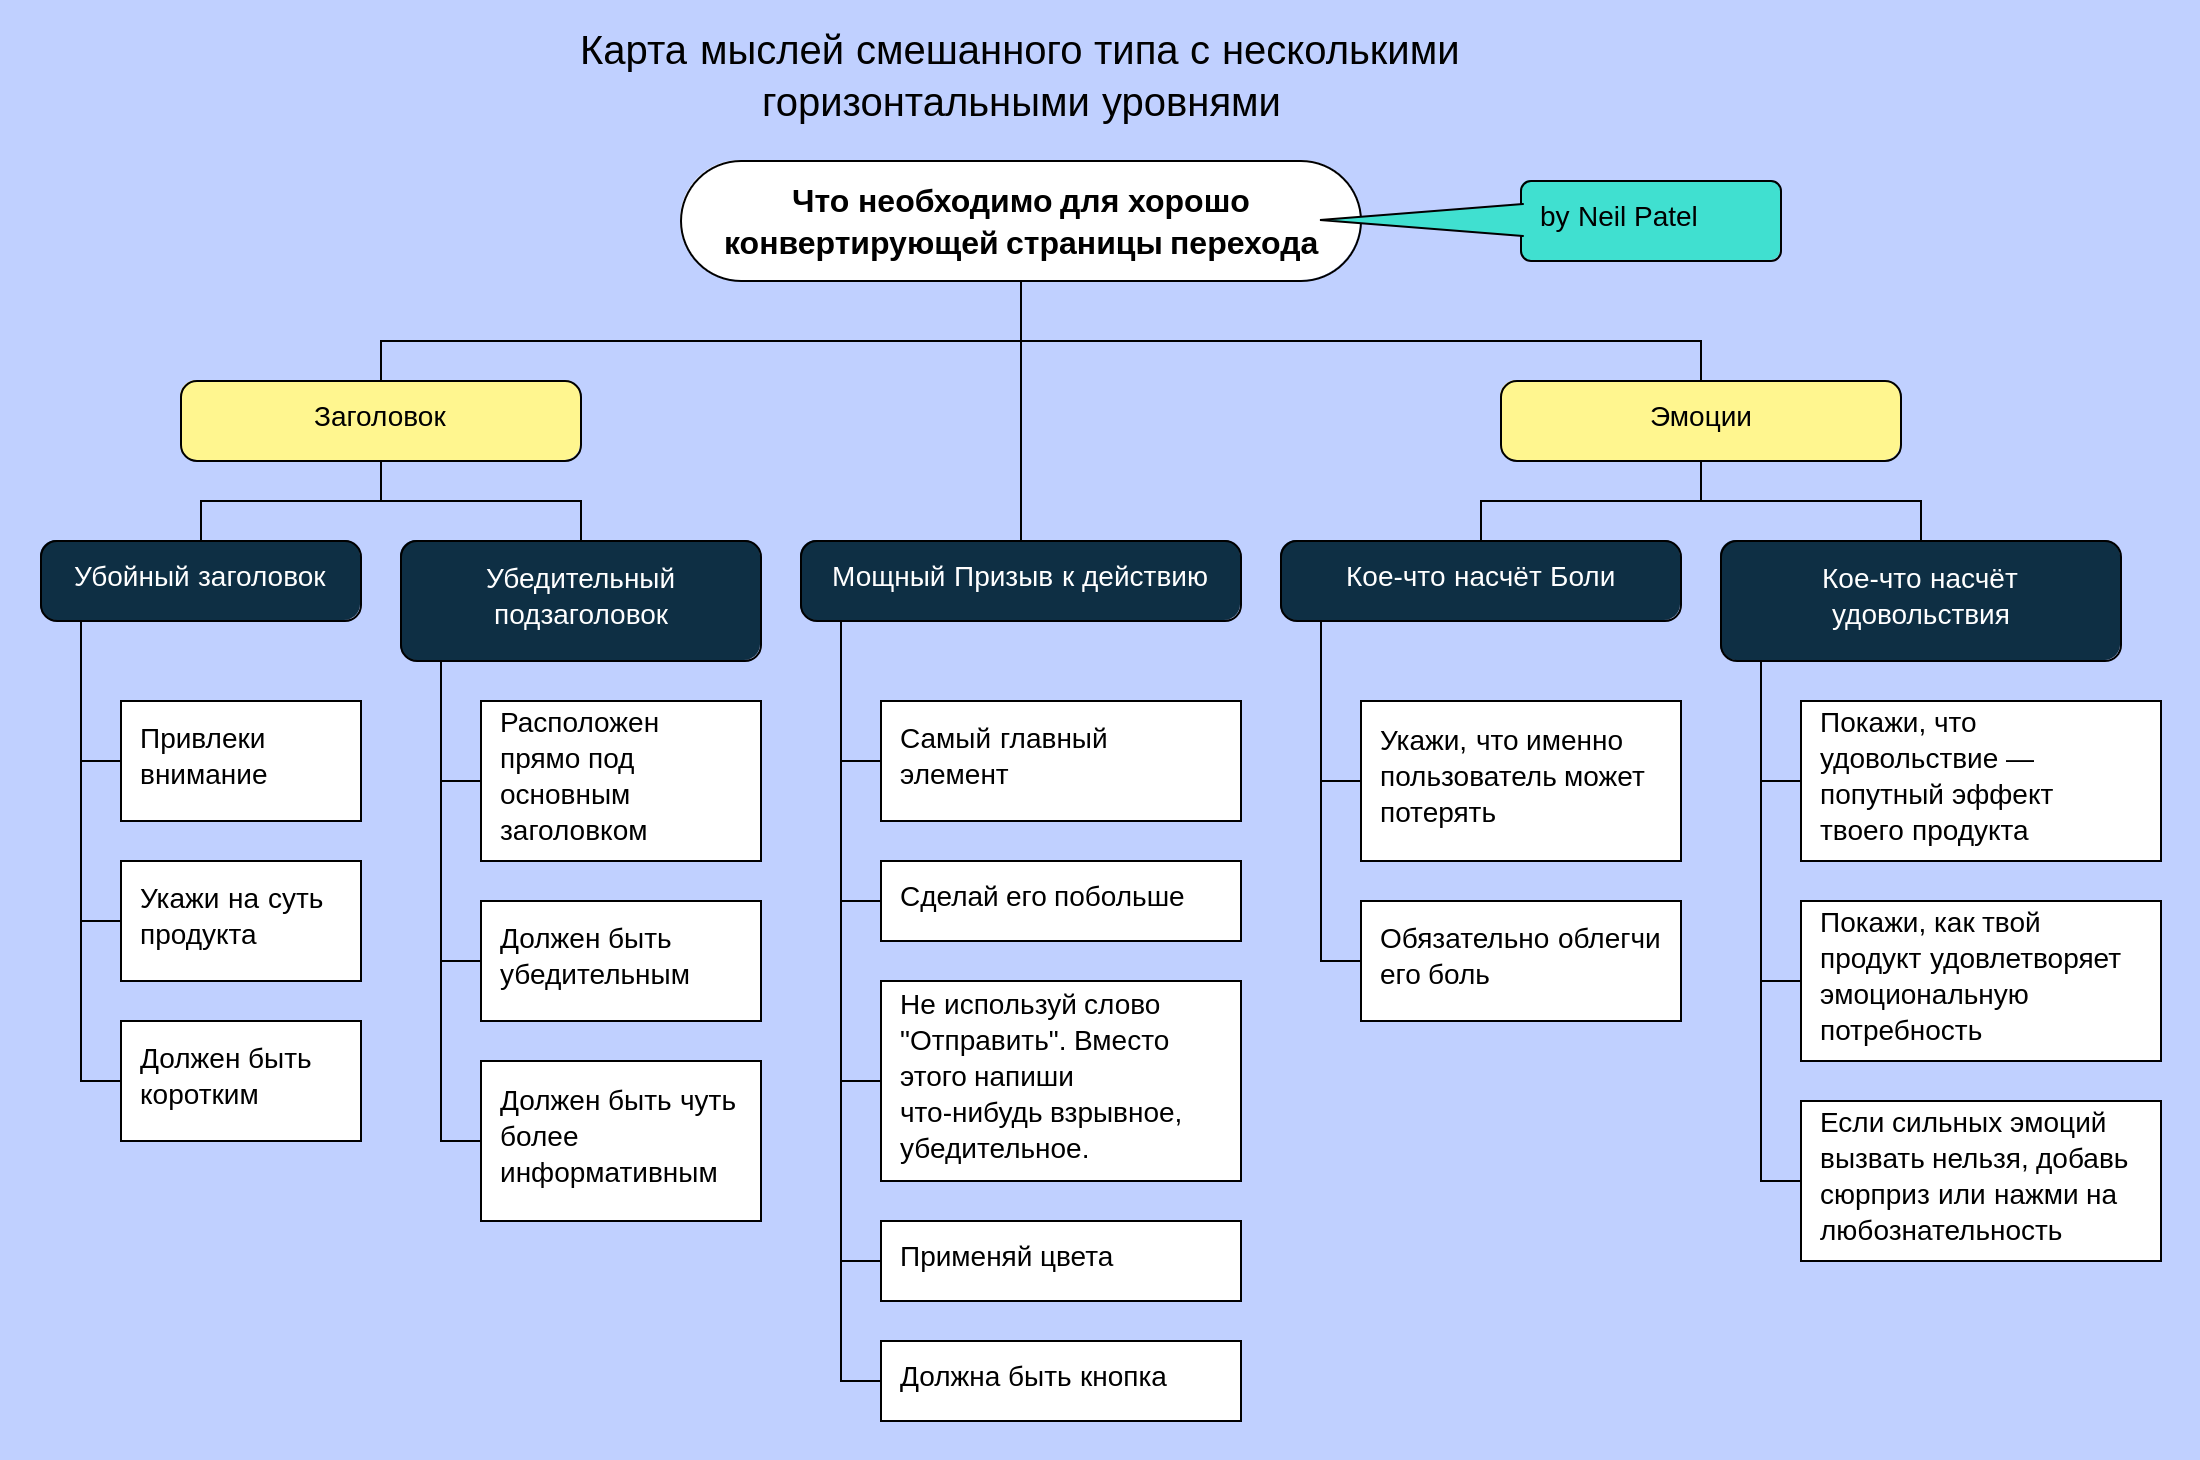 Карта мыслей смешанного типа с несколькими
горизонтальными уровнями
Что необходимо для хорошо
конвертирующей страницы перехода
by Neil Patel
Заголовок
Эмоции
Убойный заголовок
Убедительный
подзаголовок
Мощный Призыв к действию
Кое-что насчёт Боли
Кое-что насчёт
удовольствия
Привлеки
внимание
Укажи на суть
продукта
Должен быть
коротким
Расположен
прямо под
основным
заголовком
Должен быть
убедительным
Должен быть чуть
более
информативным
Самый главный
элемент
Сделай его побольше
Не используй слово
"Отправить". Вместо
этого напиши
что-нибудь взрывное,
убедительное.
Применяй цвета
Должна быть кнопка
Укажи, что именно
пользователь может
потерять
Обязательно облегчи
его боль
Покажи, что
удовольствие —
попутный эффект
твоего продукта
Покажи, как твой
продукт удовлетворяет
эмоциональную
потребность
Если сильных эмоций
вызвать нельзя, добавь
сюрприз или нажми на
любознательность